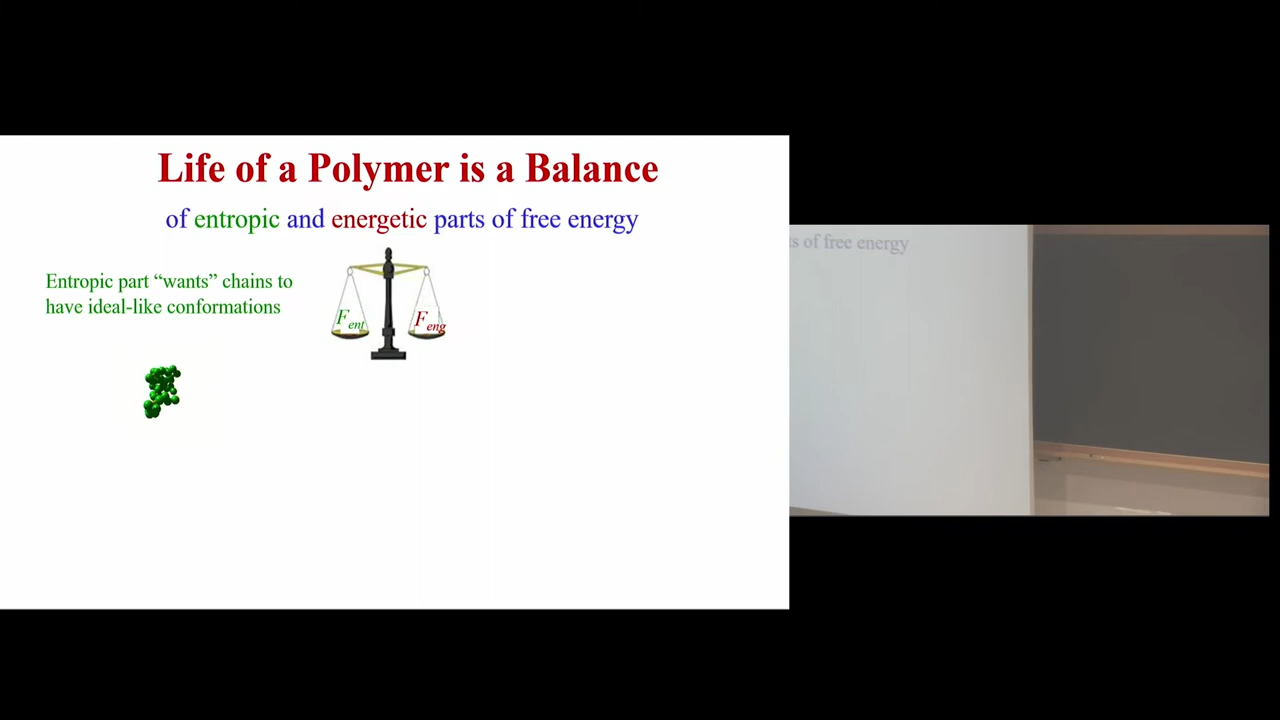 Life of a Polymer is a Balance
of entropic and energetic parts of free energy
Entropic part “wants” chains to
have ideal-like conformations
F_ent
F_eng
ts of free energy